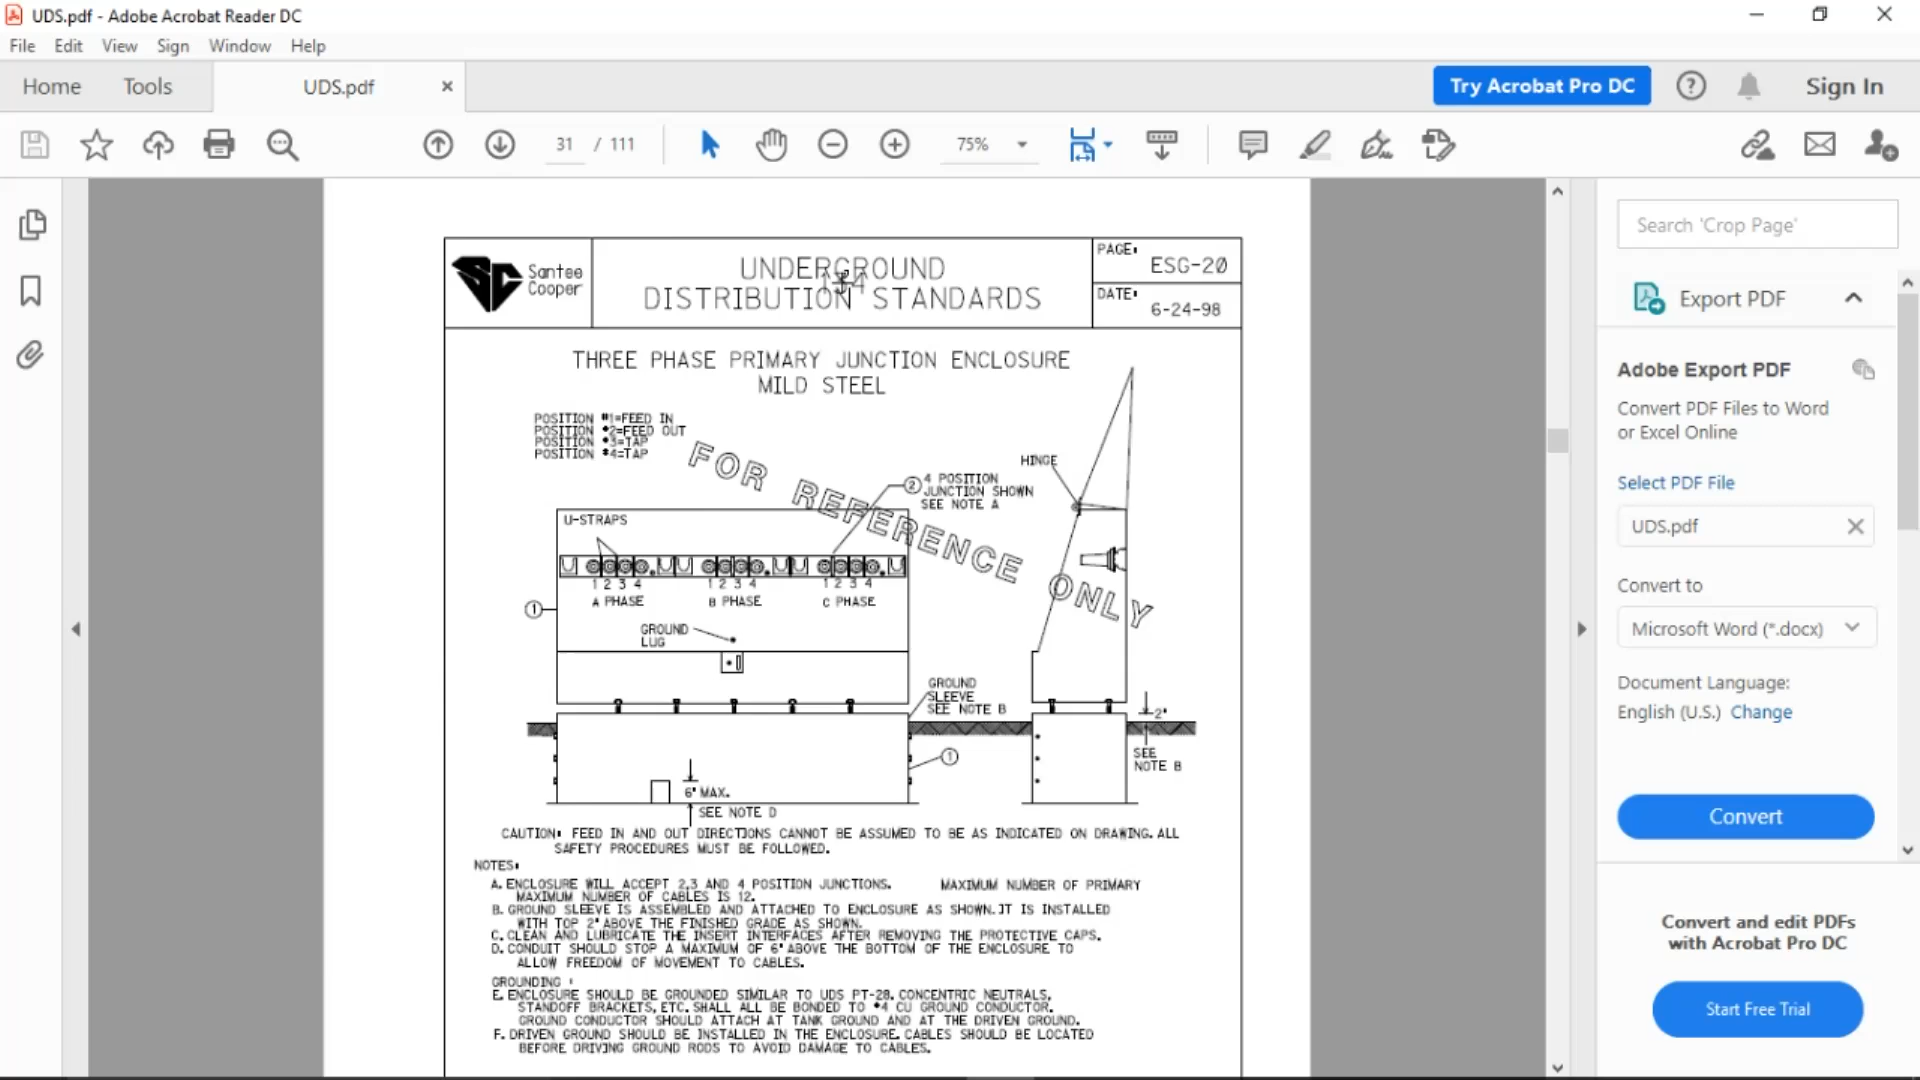 UDS.pdf - Adobe Acrobat Reader DC
File Edit View Sign Window Help
Home Tools UDS.pdf Try Acrobat Pro DC Sign In
31 / 111 75%
Santee Cooper
UNDERGROUND
DISTRIBUTION STANDARDS
PAGE: ESG-20
DATE: 6-24-98
THREE PHASE PRIMARY JUNCTION ENCLOSURE
MILD STEEL
POSITION #1=FEED IN
POSITION #2=FEED OUT
POSITION #3=TAP
POSITION #4=TAP
FOR REFERENCE ONLY
HINGE
2 4 POSITION
JUNCTION SHOWN
SEE NOTE A
U-STRAPS
1 2 3 4 1 2 3 4 1 2 3 4
A PHASE B PHASE C PHASE
1
GROUND
LUG
GROUND
SLEEVE
SEE NOTE B
2"
1
SEE
NOTE B
6" MAX.
SEE NOTE D
CAUTION: FEED IN AND OUT DIRECTIONS CANNOT BE ASSUMED TO BE AS INDICATED ON DRAWING. ALL
SAFETY PROCEDURES MUST BE FOLLOWED.
NOTES:
A. ENCLOSURE WILL ACCEPT 2,3 AND 4 POSITION JUNCTIONS. MAXIMUM NUMBER OF PRIMARY
MAXIMUM NUMBER OF CABLES IS 12.
B. GROUND SLEEVE IS ASSEMBLED AND ATTACHED TO ENCLOSURE AS SHOWN. IT IS INSTALLED
WITH TOP 2" ABOVE THE FINISHED GRADE AS SHOWN.
C. CLEAN AND LUBRICATE THE INSERT INTERFACES AFTER REMOVING THE PROTECTIVE CAPS.
D. CONDUIT SHOULD STOP A MAXIMUM OF 6" ABOVE THE BOTTOM OF THE ENCLOSURE TO
ALLOW FREEDOM OF MOVEMENT TO CABLES.
GROUNDING :
E. ENCLOSURE SHOULD BE GROUNDED SIMILAR TO UDS PT-20. CONCENTRIC NEUTRALS,
STANDOFF BRACKETS, ETC. SHALL ALL BE BONDED TO #4 CU GROUND CONDUCTOR.
GROUND CONDUCTOR SHOULD ATTACH AT TANK GROUND AND AT THE DRIVEN GROUND.
F. DRIVEN GROUND SHOULD BE INSTALLED IN THE ENCLOSURE. CABLES SHOULD BE LOCATED
BEFORE DRIVING GROUND RODS TO AVOID DAMAGE TO CABLES.
Search 'Crop Page'
Export PDF
Adobe Export PDF
Convert PDF Files to Word
or Excel Online
Select PDF File
UDS.pdf
Convert to
Microsoft Word (*.docx)
Document Language:
English (U.S.) Change
Convert
Convert and edit PDFs
with Acrobat Pro DC
Start Free Trial